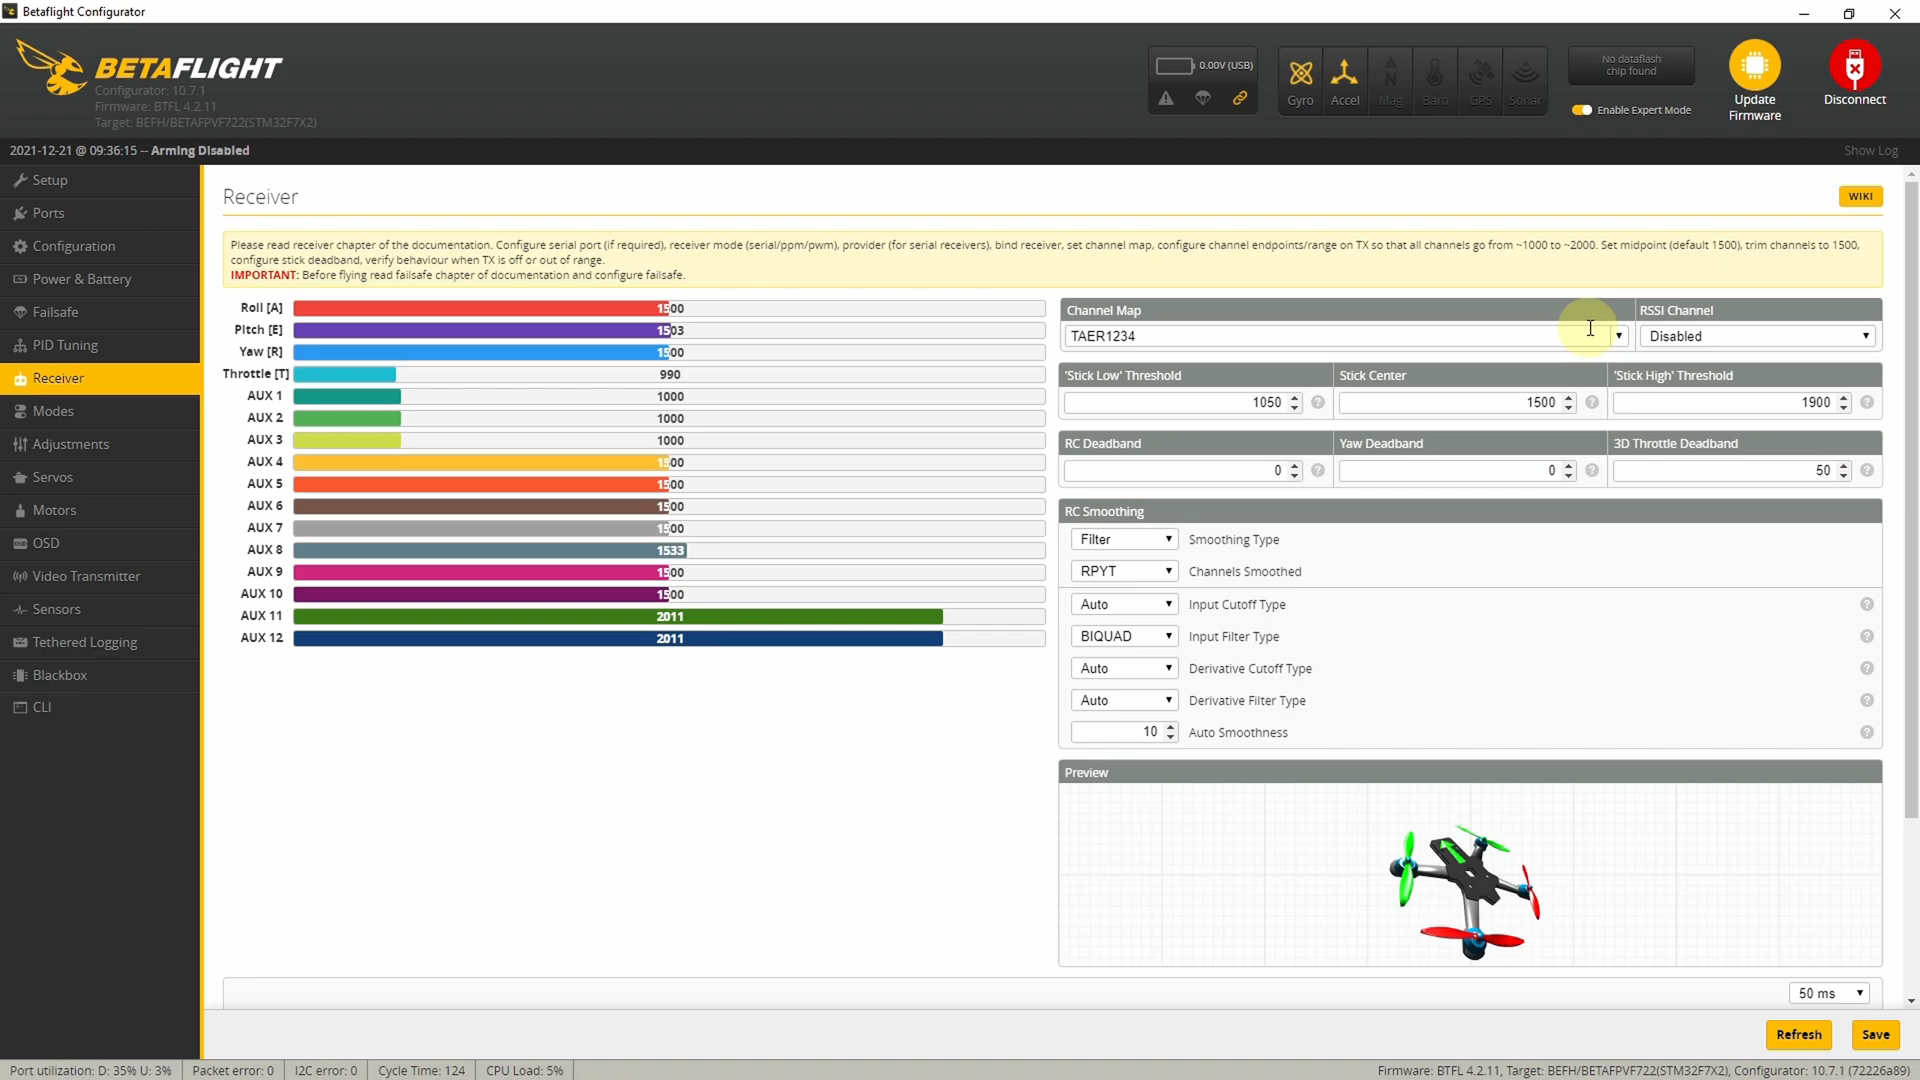 Betaflight Configurator
BETAFLIGHT
Configurator: 10.7.1
Firmware: BTFL 4.2.11
Target: BEFH/BETAFPVF722(STM32F7X2)
0.00V (USB)
Gyro
Accel
Mag
Baro
GPS
Sonar
No dataflash
chip found
Enable Expert Mode
Update
Firmware
Disconnect
2021-12-21 @ 09:36:15 -- Arming Disabled
Show Log
Setup
Ports
Configuration
Power & Battery
Failsafe
PID Tuning
Receiver
Modes
Adjustments
Servos
Motors
OSD
Video Transmitter
Sensors
Tethered Logging
Blackbox
CLI
Receiver
WIKI
Please read receiver chapter of the documentation. Configure serial port (if required), receiver mode (serial/ppm/pwm), provider (for serial receivers), bind receiver, set channel map, configure channel endpoints/range on TX so that all channels go from ~1000 to ~2000. Set midpoint (default 1500), trim channels to 1500,
configure stick deadband, verify behaviour when TX is off or out of range.
IMPORTANT: Before flying read failsafe chapter of documentation and configure failsafe.
Roll [A] 1500
Pitch [E] 1503
Yaw [R] 1500
Throttle [T] 990
AUX 1 1000
AUX 2 1000
AUX 3 1000
AUX 4 1500
AUX 5 1500
AUX 6 1500
AUX 7 1500
AUX 8 1533
AUX 9 1500
AUX 10 1500
AUX 11 2011
AUX 12 2011
Channel Map RSSI Channel
TAER1234 Disabled
'Stick Low' Threshold Stick Center 'Stick High' Threshold
1050 1500 1900
RC Deadband Yaw Deadband 3D Throttle Deadband
0 0 50
RC Smoothing
Filter Smoothing Type
RPYT Channels Smoothed
Auto Input Cutoff Type
BIQUAD Input Filter Type
Auto Derivative Cutoff Type
Auto Derivative Filter Type
10 Auto Smoothness
Preview
50 ms
Refresh Save
Port utilization: D: 35% U: 3% Packet error: 0 I2C error: 0 Cycle Time: 124 CPU Load: 5% Firmware: BTFL 4.2.11, Target: BEFH/BETAFPVF722(STM32F7X2), Configurator: 10.7.1 (72226a89)